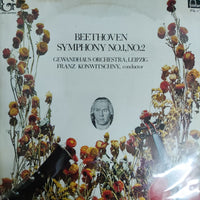 BEETHOVEN
SYMPHONY NO.1,NO.2
GEWANDHAUS ORCHESTRA, LEIPZIG
FRANZ KONWITSCHNY, conductor